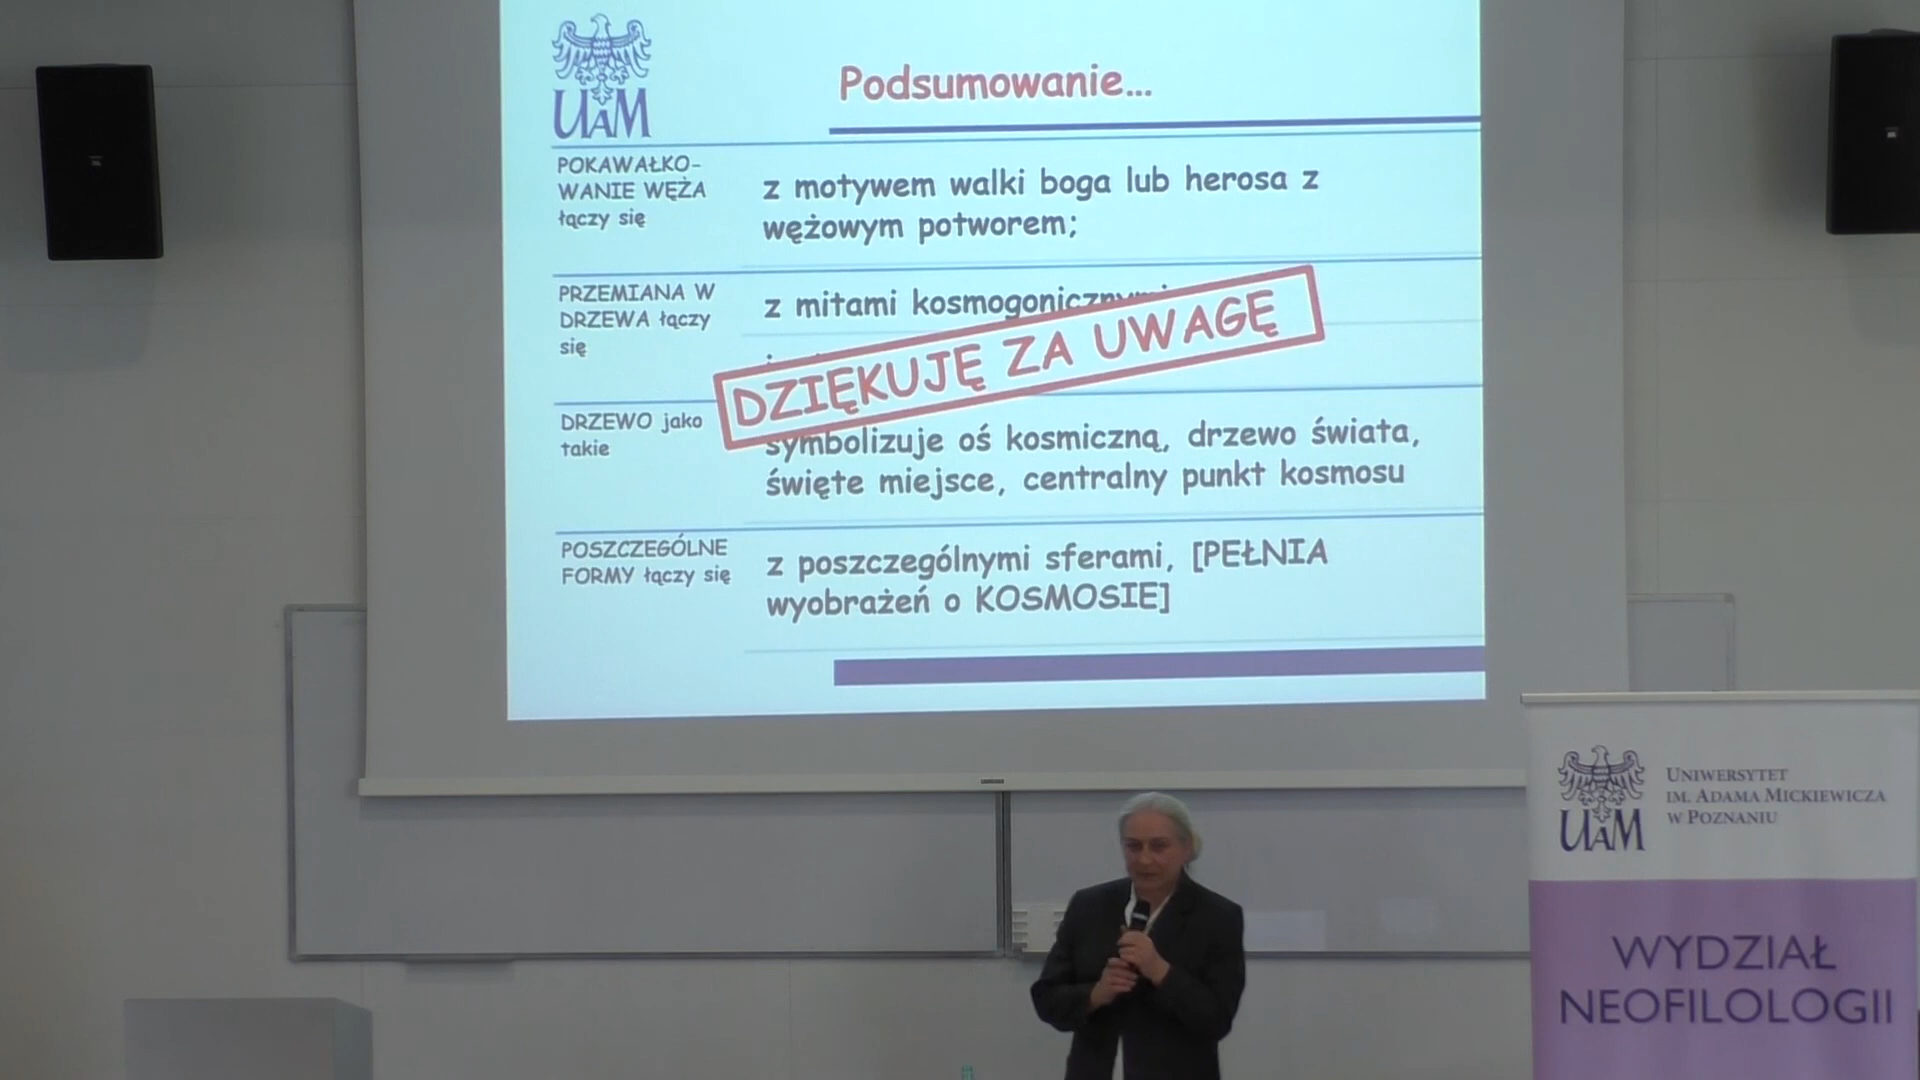 UAM
Podsumowanie...
POKAWAŁKO-
WANIE WĘŻA
łączy się
z motywem walki boga lub herosa z
wężowym potworem;
PRZEMIANA W
DRZEWA łączy
się
z mitami kosmogonicznymi
DZIĘKUJĘ ZA UWAGĘ
DRZEWO jako
takie
symbolizuje oś kosmiczną, drzewo świata,
święte miejsce, centralny punkt kosmosu
POSZCZEGÓLNE
FORMY łączy się
z poszczególnymi sferami, [PEŁNIA
wyobrażeń o KOSMOSIE]
UAM
UNIWERSYTET
IM. ADAMA MICKIEWICZA
W POZNANIU
WYDZIAŁ
NEOFILOLOGII